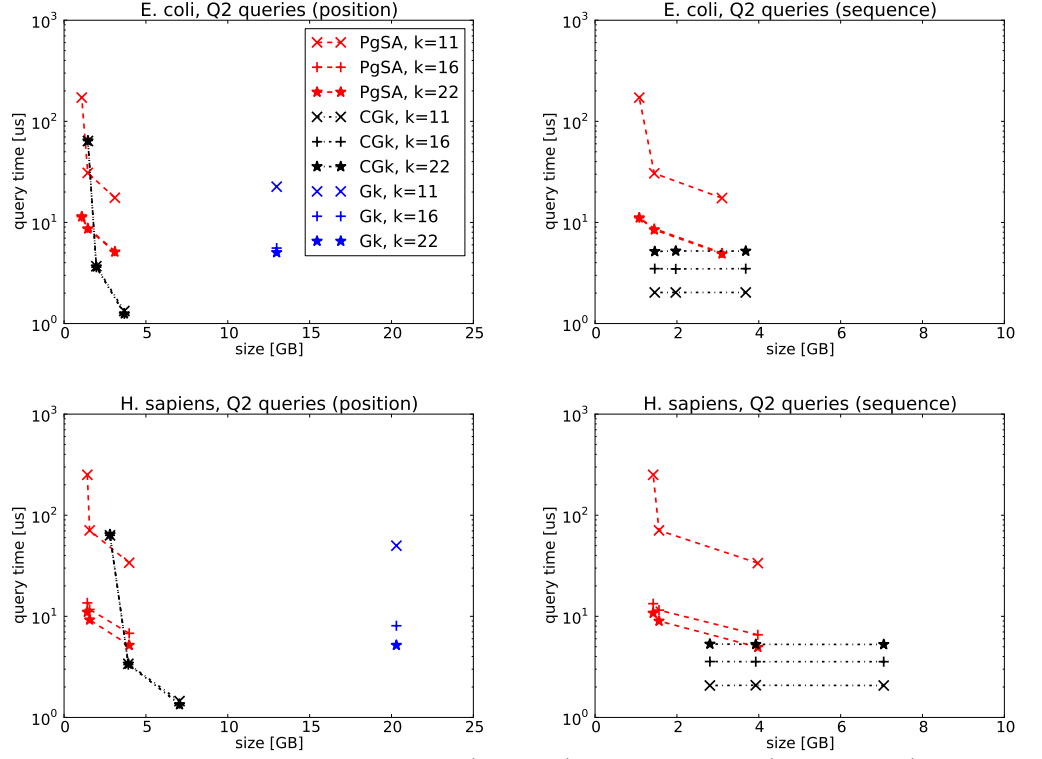 E. coli, Q2 queries (position)
10³
10²
10¹
10⁰
query time [us]
0 5 10 15 20 25
size [GB]
PgSA, k=11
PgSA, k=16
PgSA, k=22
CGk, k=11
CGk, k=16
CGk, k=22
Gk, k=11
Gk, k=16
Gk, k=22
E. coli, Q2 queries (sequence)
10³
10²
10¹
10⁰
query time [us]
0 2 4 6 8 10
size [GB]
H. sapiens, Q2 queries (position)
10³
10²
10¹
10⁰
query time [us]
0 5 10 15 20 25
size [GB]
H. sapiens, Q2 queries (sequence)
10³
10²
10¹
10⁰
query time [us]
0 2 4 6 8 10
size [GB]